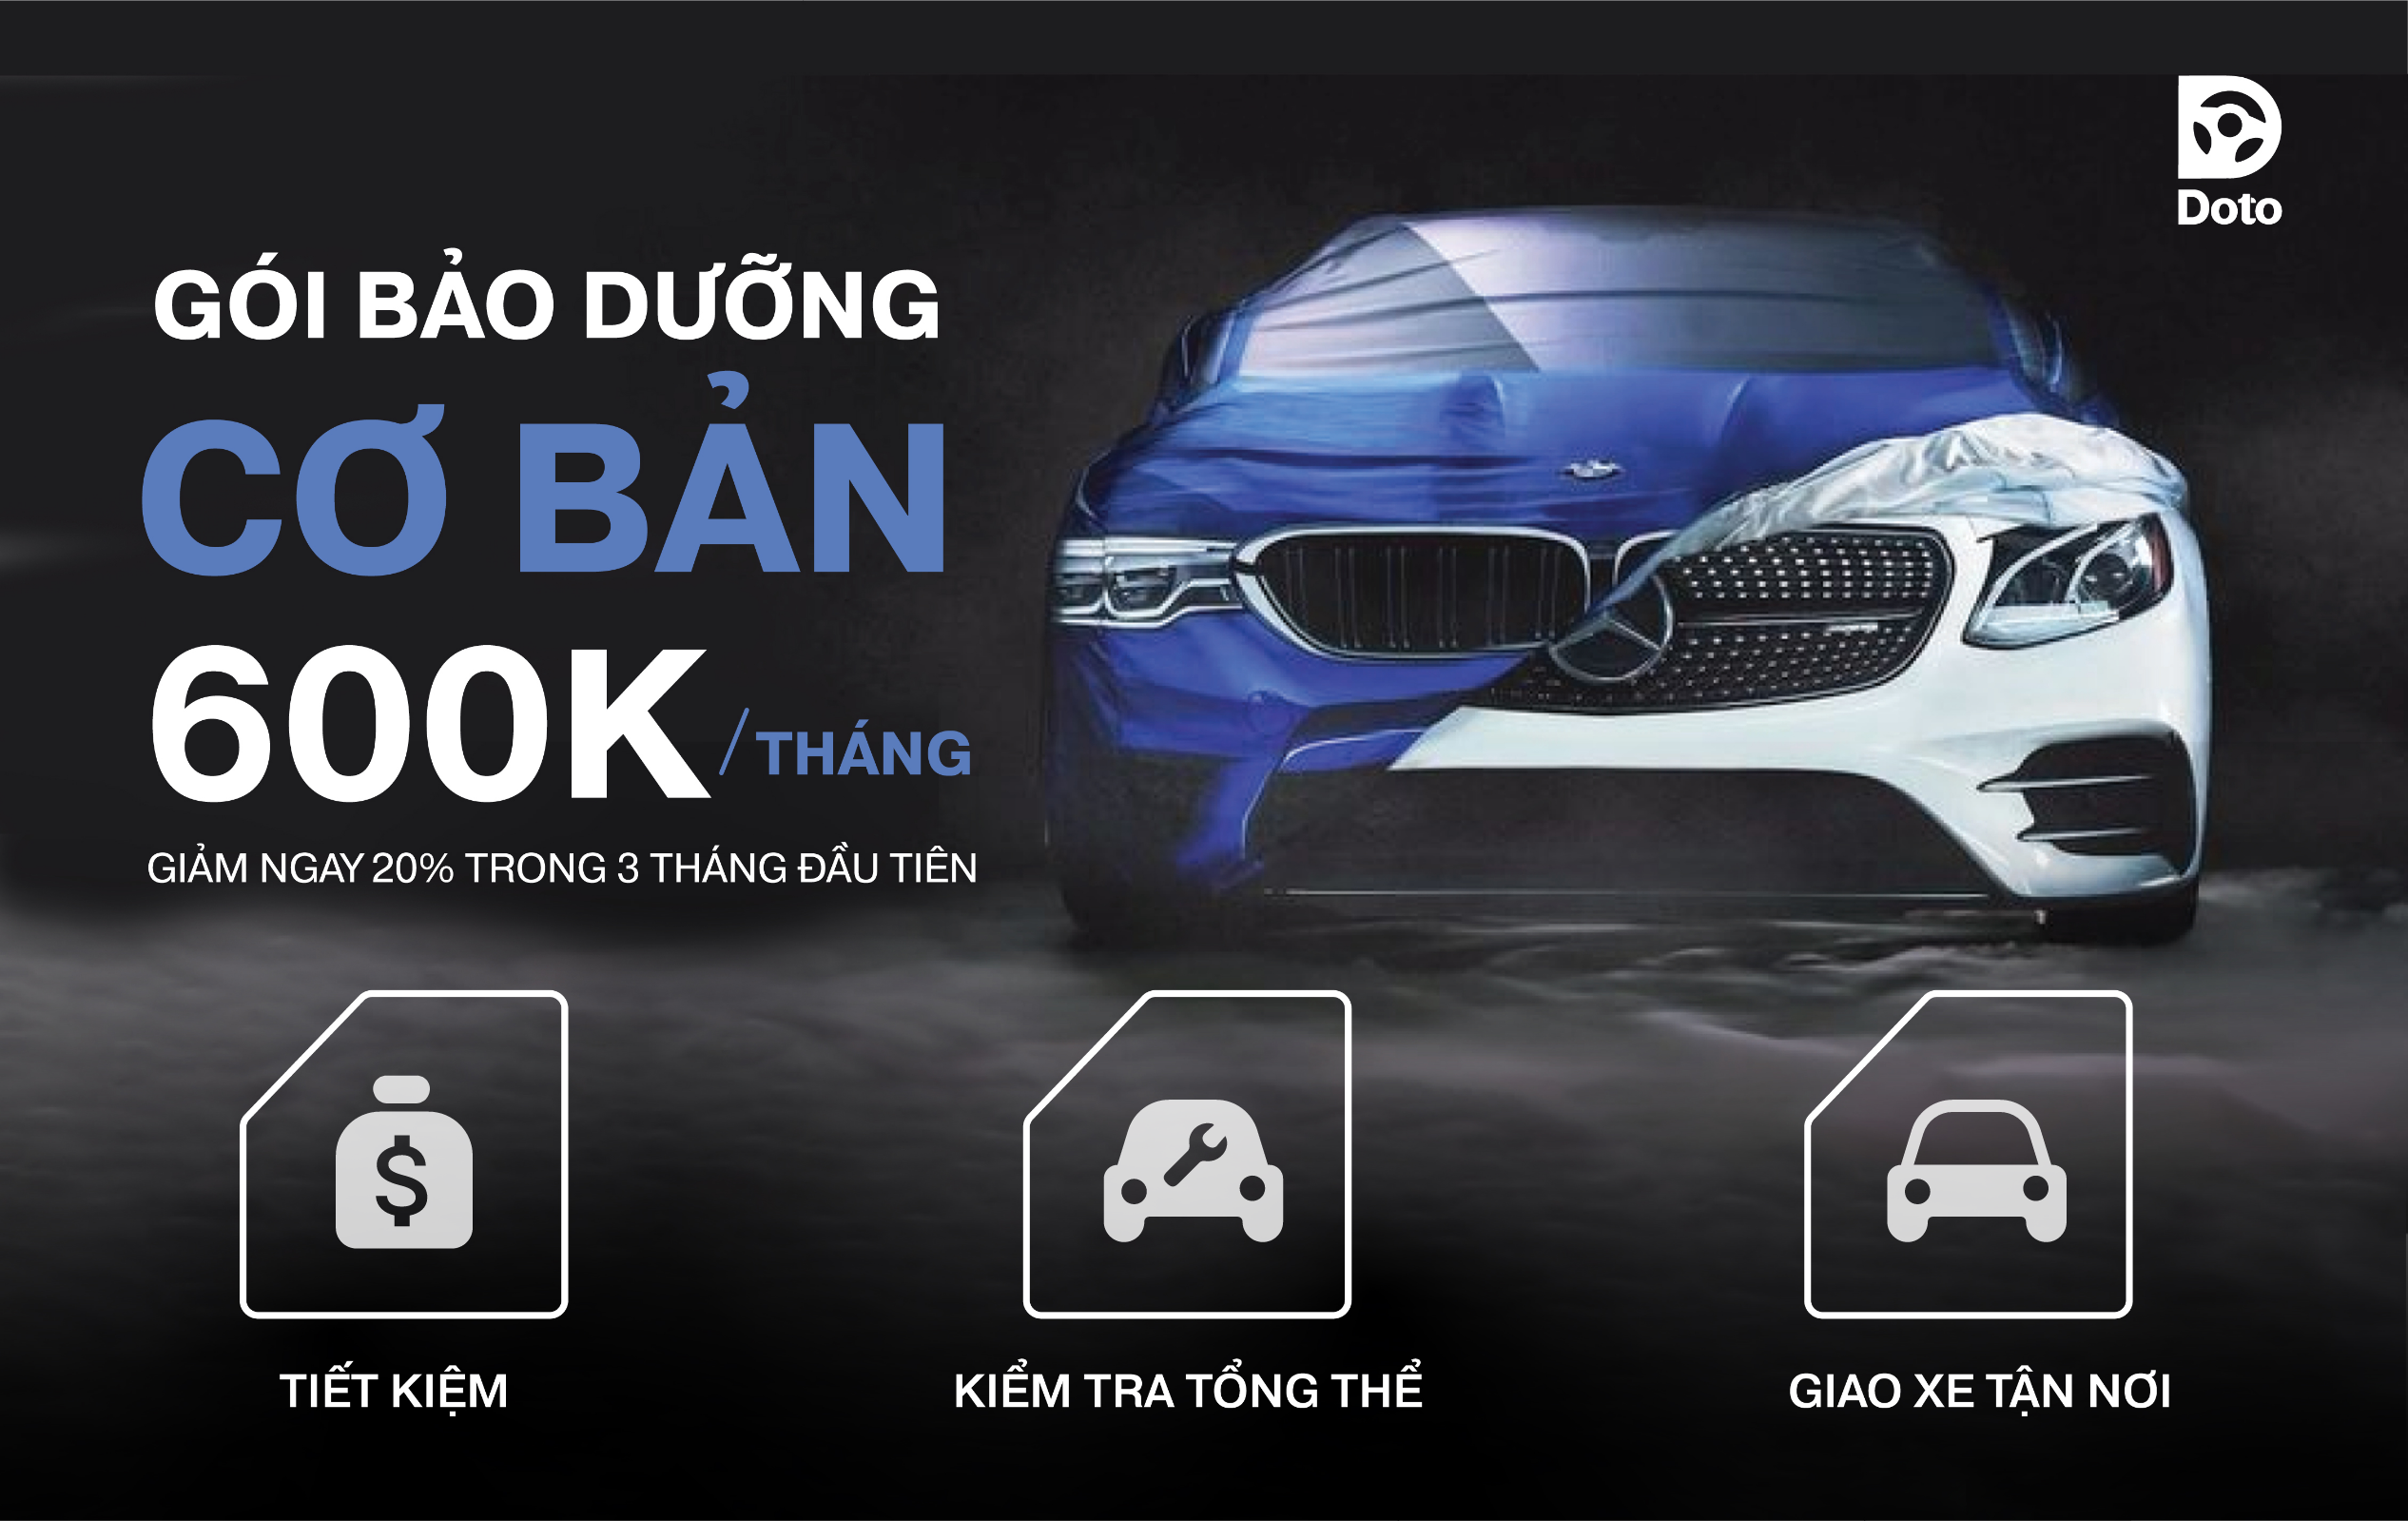 Doto
GÓI BẢO DƯỠNG
CƠ BẢN
600K/THÁNG
GIẢM NGAY 20% TRONG 3 THÁNG ĐẦU TIÊN
$
TIẾT KIỆM
KIỂM TRA TỔNG THỂ
GIAO XE TẬN NƠI